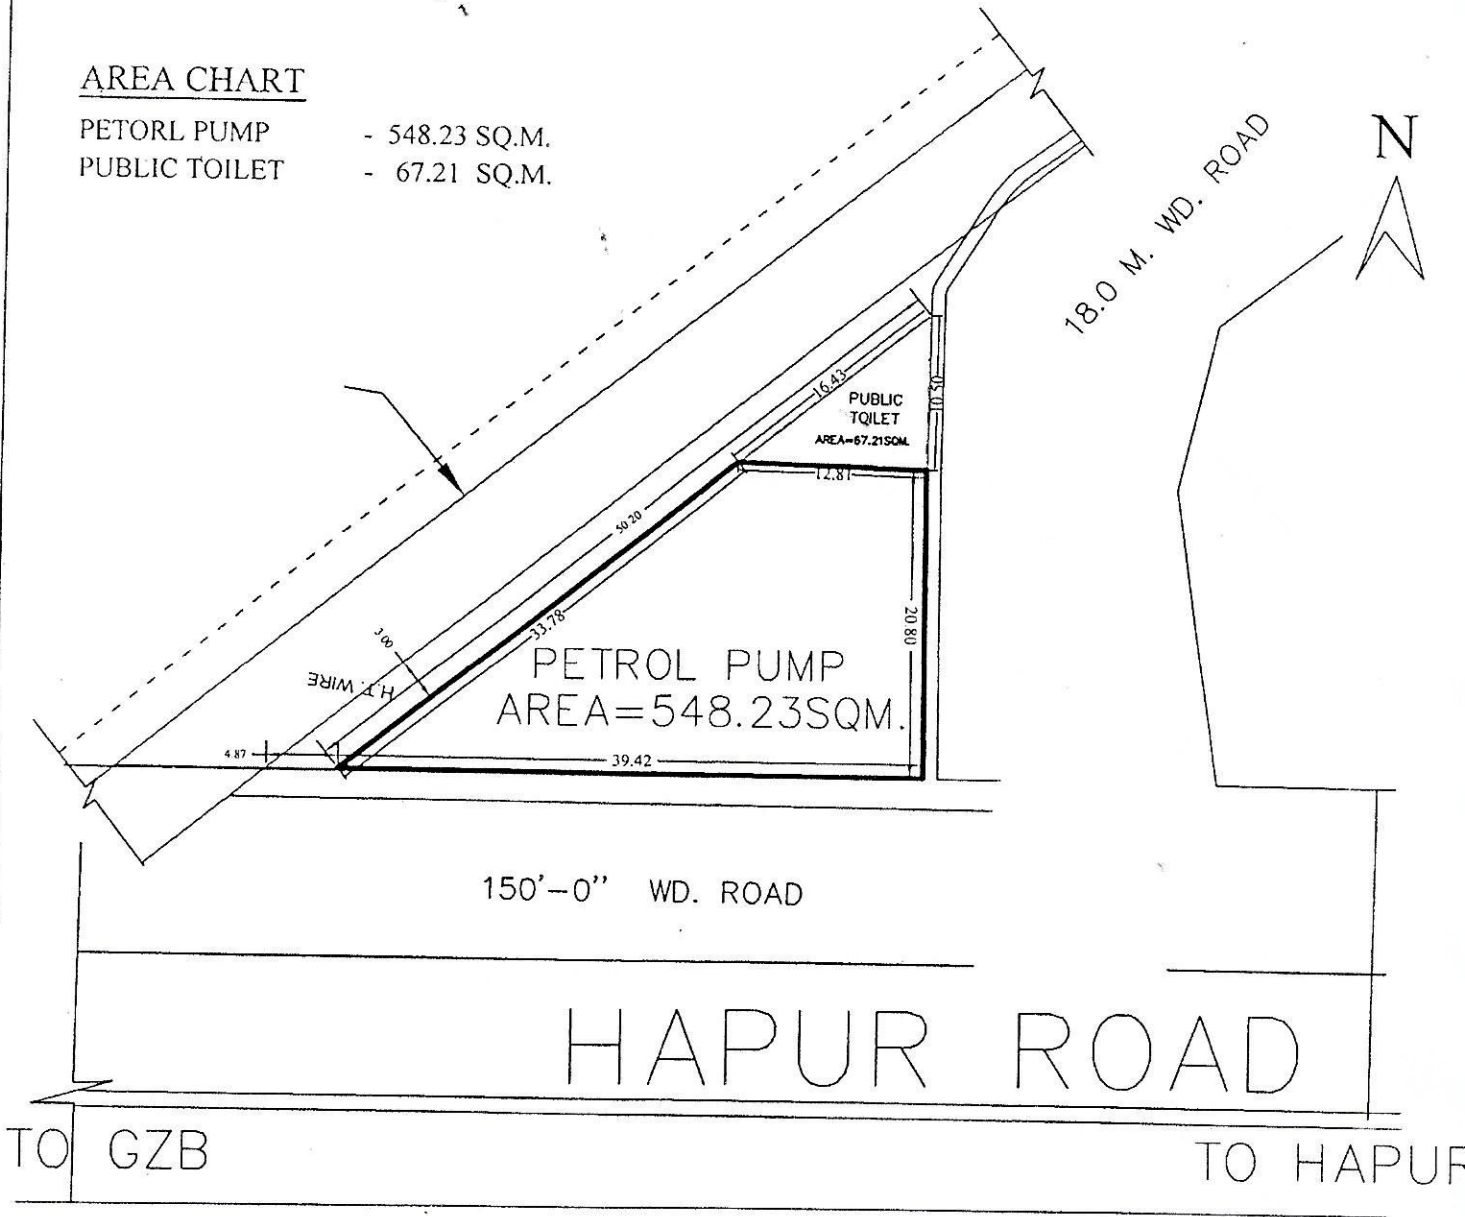 AREA CHART
PETORL PUMP - 548.23 SQ.M.
PUBLIC TOILET - 67.21 SQ.M.
N
18.0 M. WD. ROAD
16.43
10.50
PUBLIC
TOILET
AREA=67.21SQM.
12.81
50.20
33.78
20.80
3.00
H.T. WIRE
PETROL PUMP
AREA=548.23SQM.
4.87
39.42
150'-0'' WD. ROAD
HAPUR ROAD
TO GZB
TO HAPUR